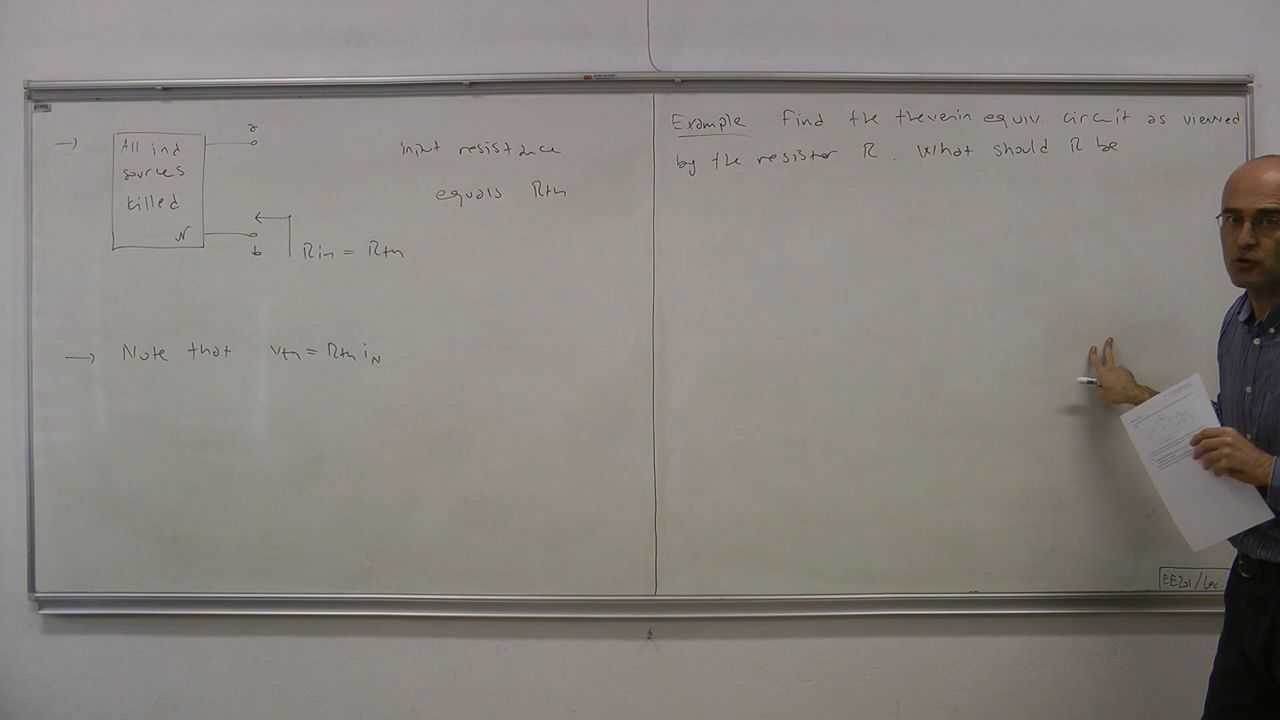 → All ind.
sources
killed
N
a
b
Rin = Rth
input resistance
equals Rth
→ Note that vth = Rth iN
Example Find the thevenin equiv. circuit as viewed
by the resistor R. What should R be
EE201/Lec.